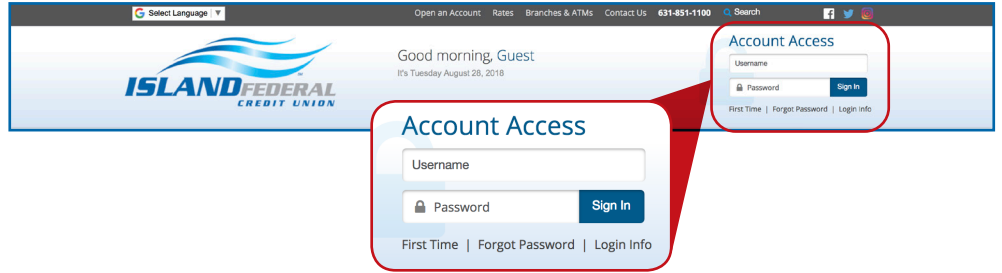 Select Language ▼
Open an Account Rates Branches & ATMs Contact Us 631-851-1100 Search
ISLAND FEDERAL
CREDIT UNION
Good morning, Guest
It's Tuesday August 28, 2018
Account Access
Username
Password Sign In
First Time | Forgot Password | Login Info
Account Access
Username
Password Sign In
First Time | Forgot Password | Login Info